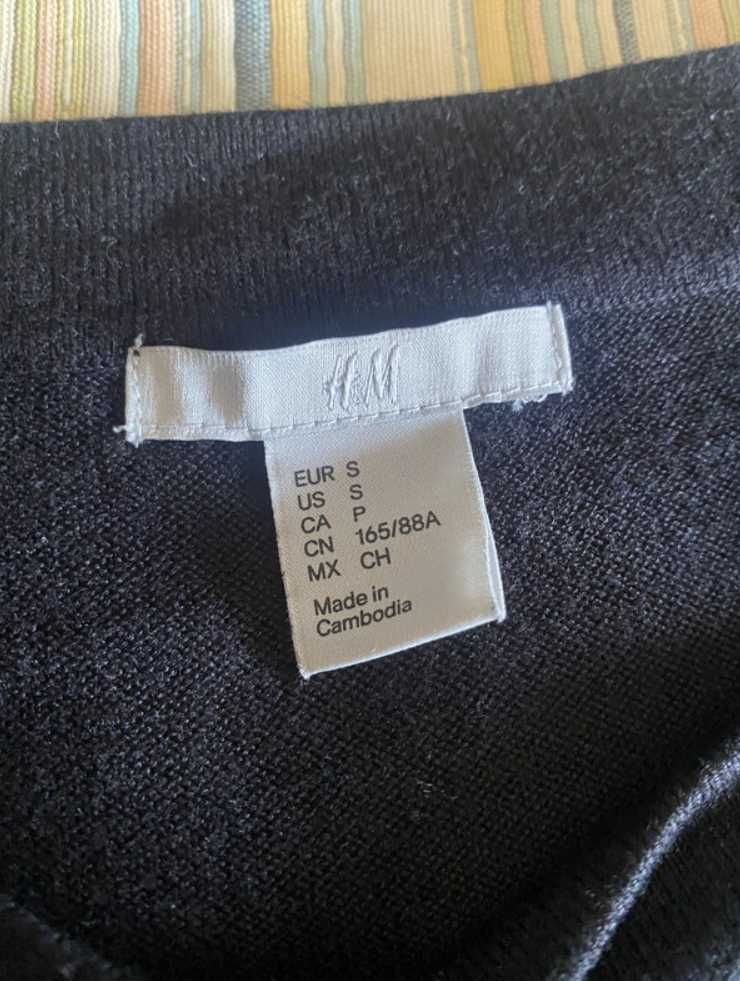 H&M
EUR S
US S
CA P
CN 165/88A
MX CH
Made in
Cambodia